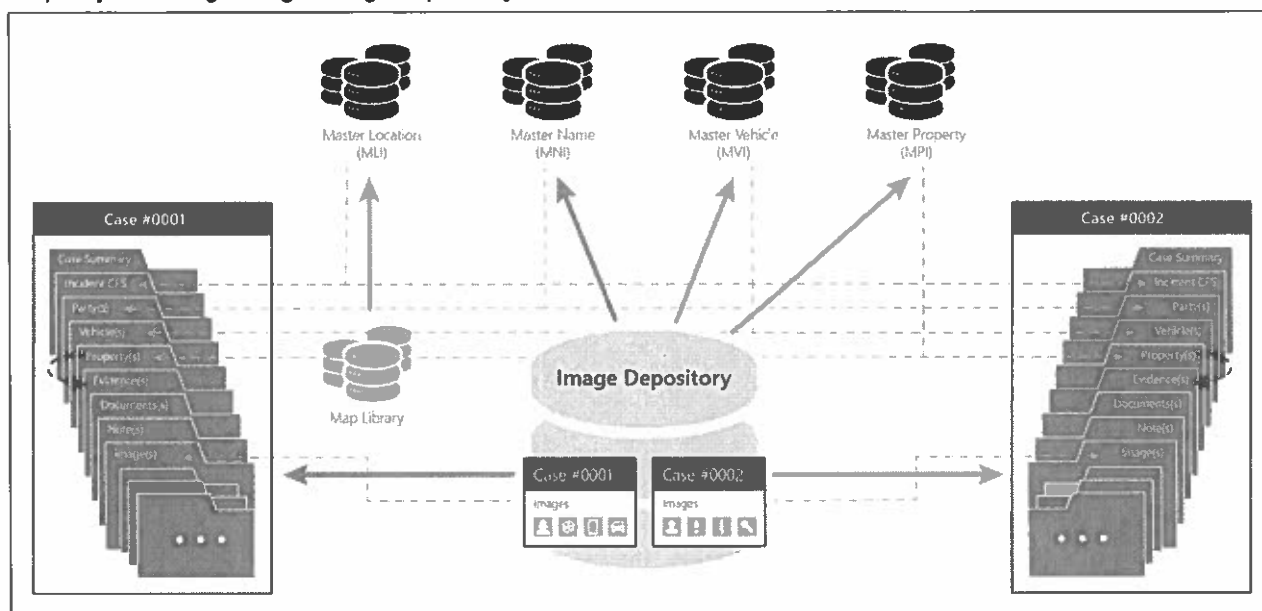 Master Location
(MLI)
Master Name
(MNI)
Master Vehicle
(MVI)
Master Property
(MPI)
Case #0001
Case Summary
Incident CFS
Party(s)
Vehicle(s)
Property(s)
Evidence(s)
Documents(s)
Note(s)
Image(s)
Map Library
Image Depository
Case #0001
Images
Case #0002
Images
Case #0002
Case Summary
Incident CFS
Party(s)
Vehicle(s)
Property(s)
Evidence(s)
Documents(s)
Note(s)
Image(s)